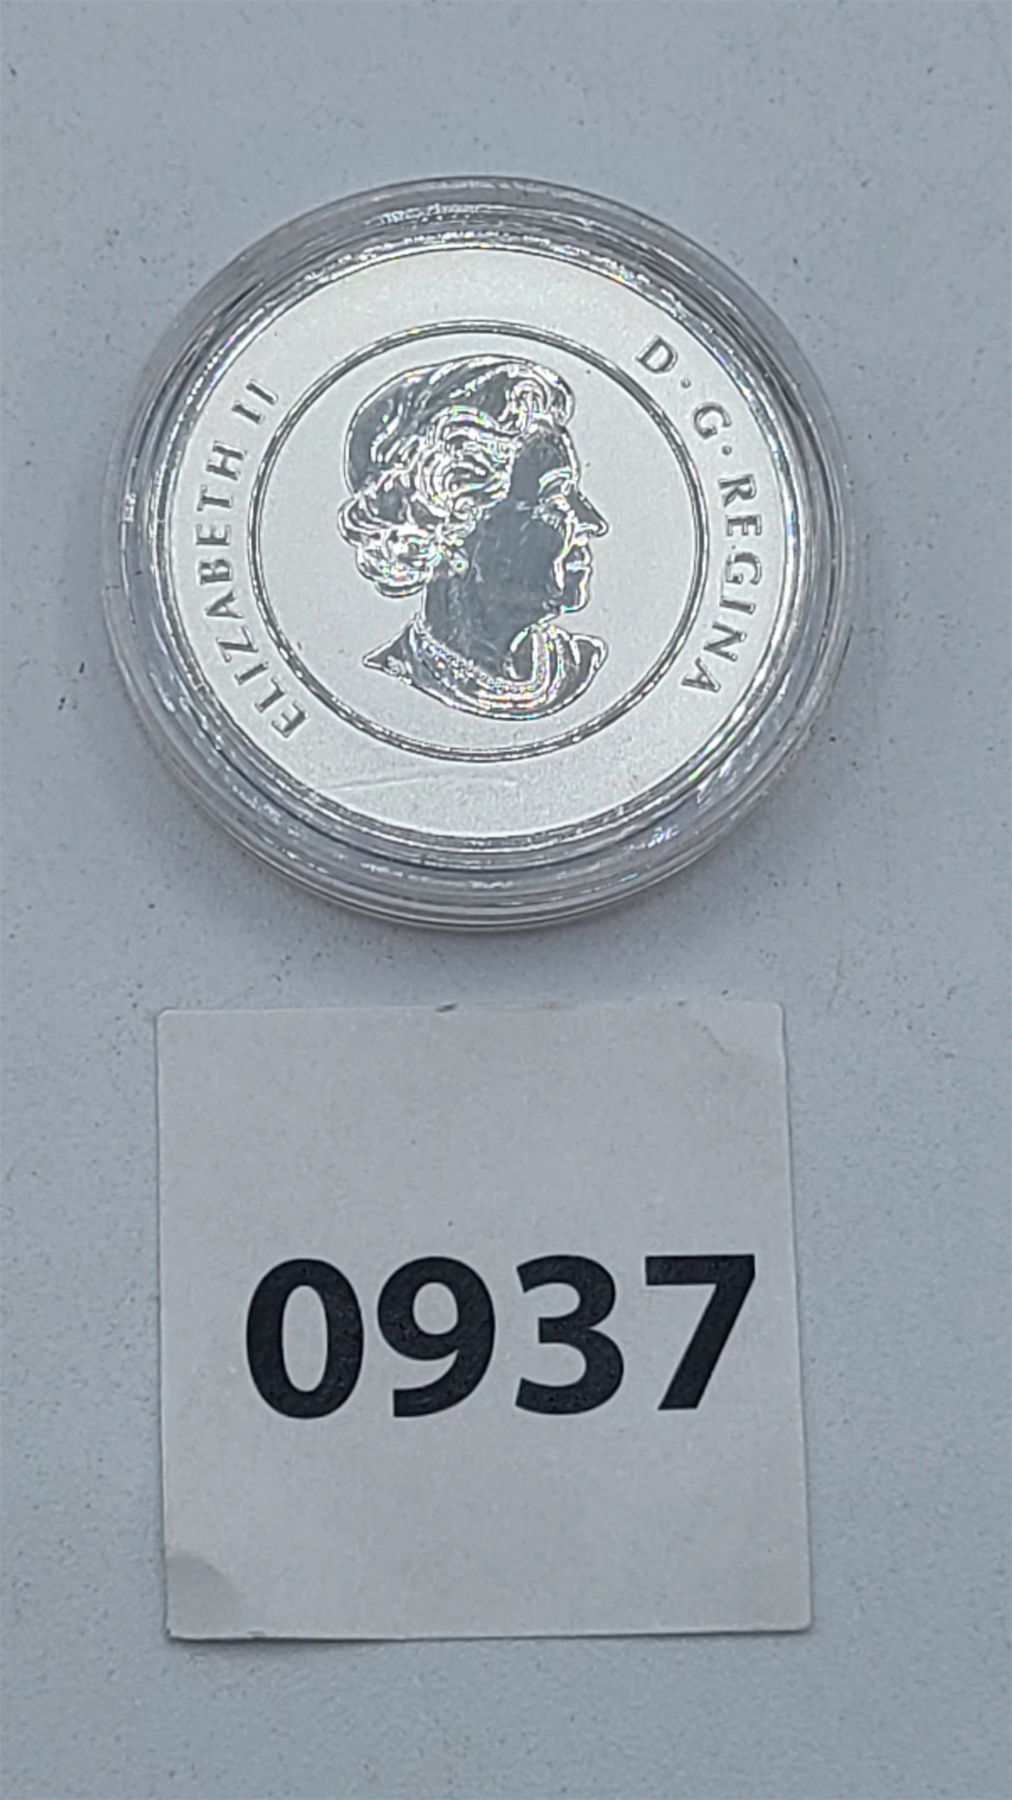 ELIZABETH II D·G·REGINA
0937